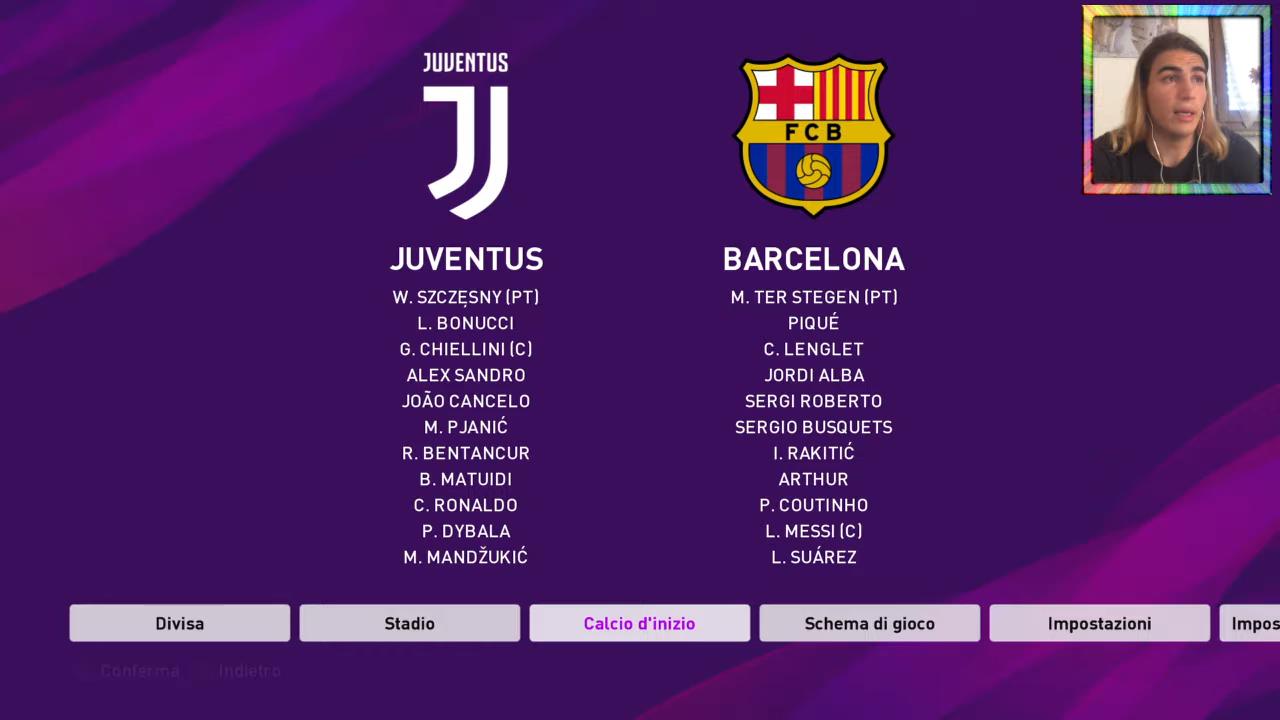 JUVENTUS
FCB
JUVENTUS
W. SZCZĘSNY (PT)
L. BONUCCI
G. CHIELLINI (C)
ALEX SANDRO
JOÃO CANCELO
M. PJANIĆ
R. BENTANCUR
B. MATUIDI
C. RONALDO
P. DYBALA
M. MANDŽUKIĆ
BARCELONA
M. TER STEGEN (PT)
PIQUÉ
C. LENGLET
JORDI ALBA
SERGI ROBERTO
SERGIO BUSQUETS
I. RAKITIĆ
ARTHUR
P. COUTINHO
L. MESSI (C)
L. SUÁREZ
Divisa
Stadio
Calcio d'inizio
Schema di gioco
Impostazioni
Impos
Conferma Indietro